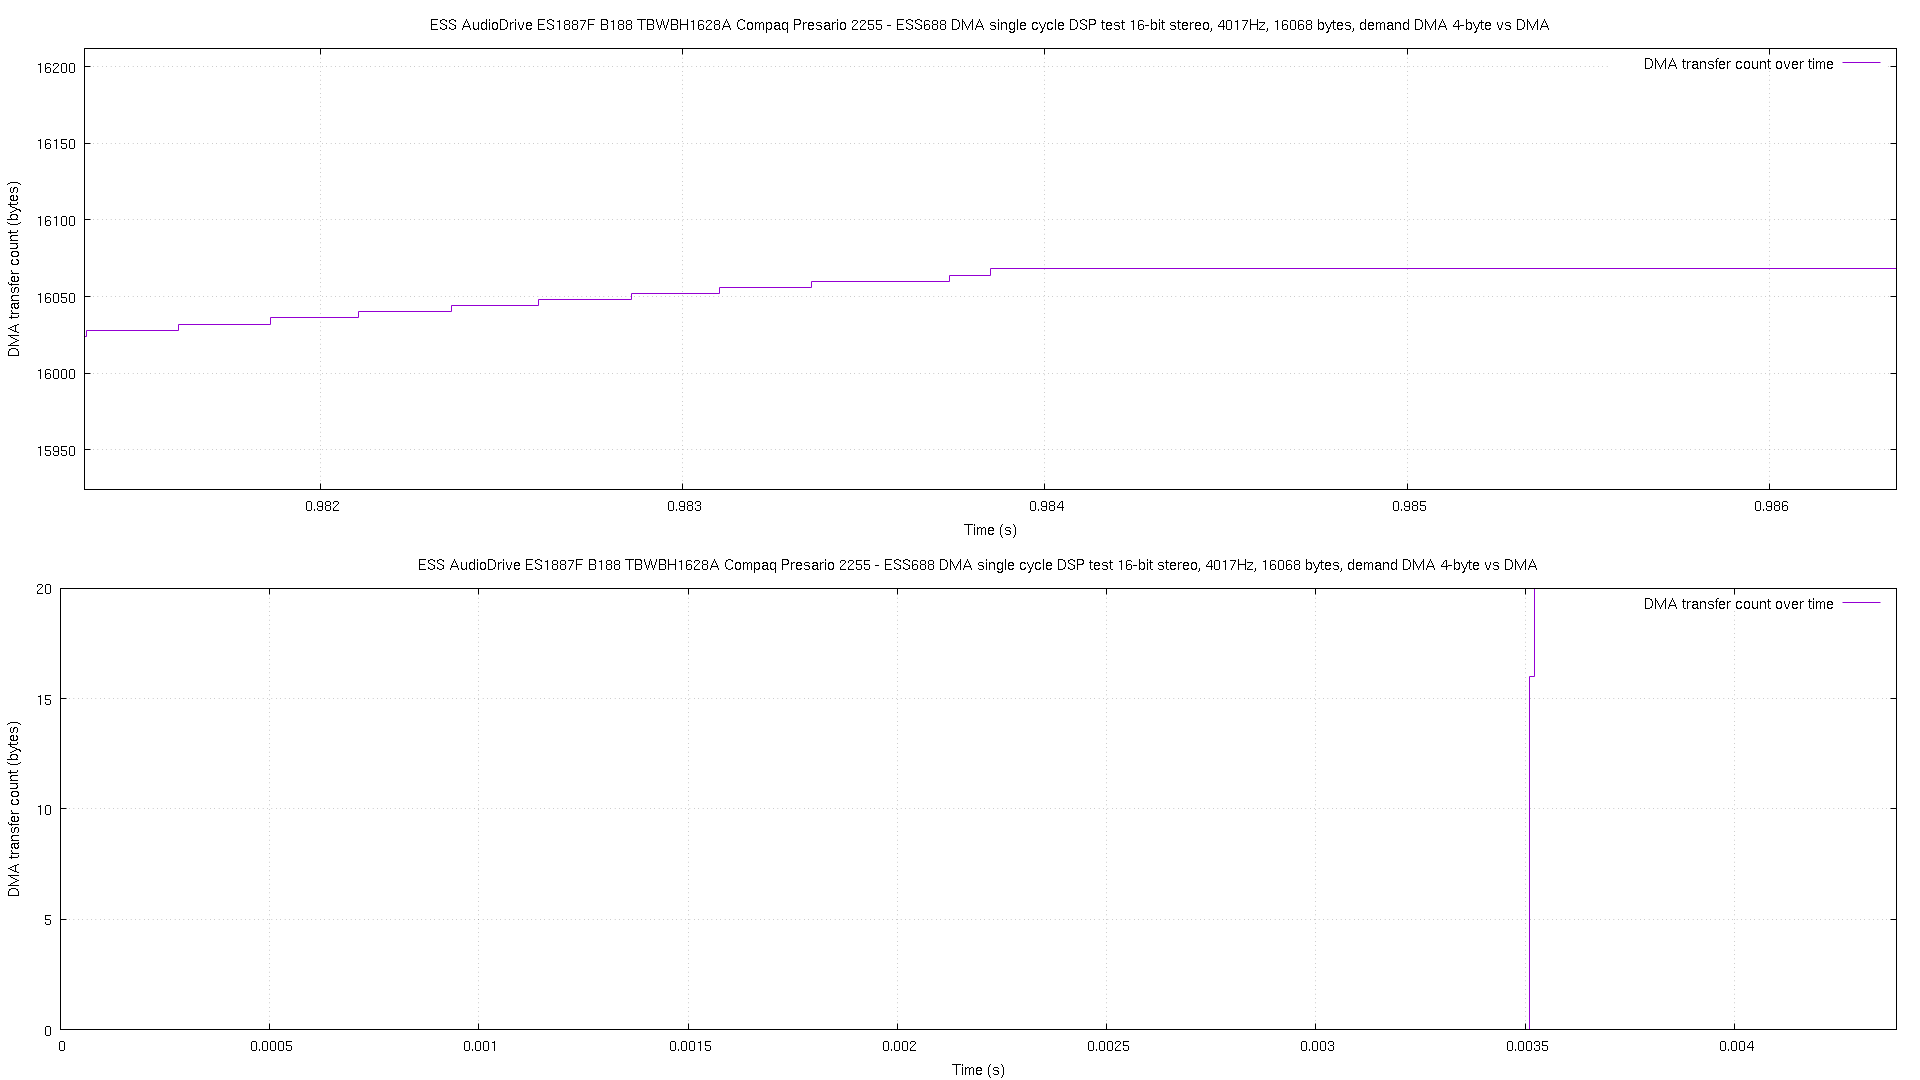 ESS AudioDrive ES1887F B188 TBWBH1628A Compaq Presario 2255 - ESS688 DMA single cycle DSP test 16-bit stereo, 4017Hz, 16068 bytes, demand DMA 4-byte vs DMA
DMA transfer count over time
16200
16150
16100
16050
16000
15950
DMA transfer count (bytes)
0.982 0.983 0.984 0.985 0.986
Time (s)
ESS AudioDrive ES1887F B188 TBWBH1628A Compaq Presario 2255 - ESS688 DMA single cycle DSP test 16-bit stereo, 4017Hz, 16068 bytes, demand DMA 4-byte vs DMA
DMA transfer count over time
20
15
10
5
0
DMA transfer count (bytes)
0 0.0005 0.001 0.0015 0.002 0.0025 0.003 0.0035 0.004
Time (s)